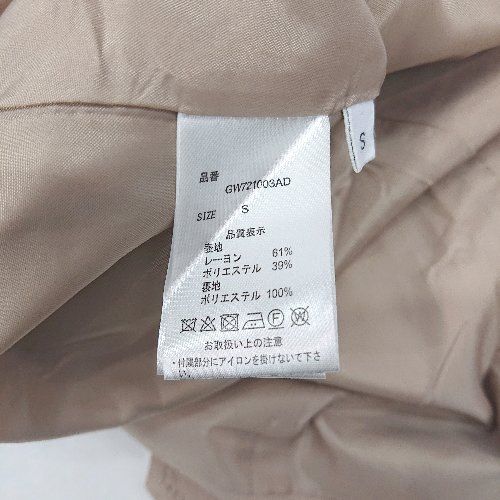 品番
GW721003AD
SIZE S
品質表示
表地
レーヨン 61%
ポリエステル 39%
裏地
ポリエステル 100%
お取扱い上の注意
・付属部分にアイロンを掛けないで下さ
S